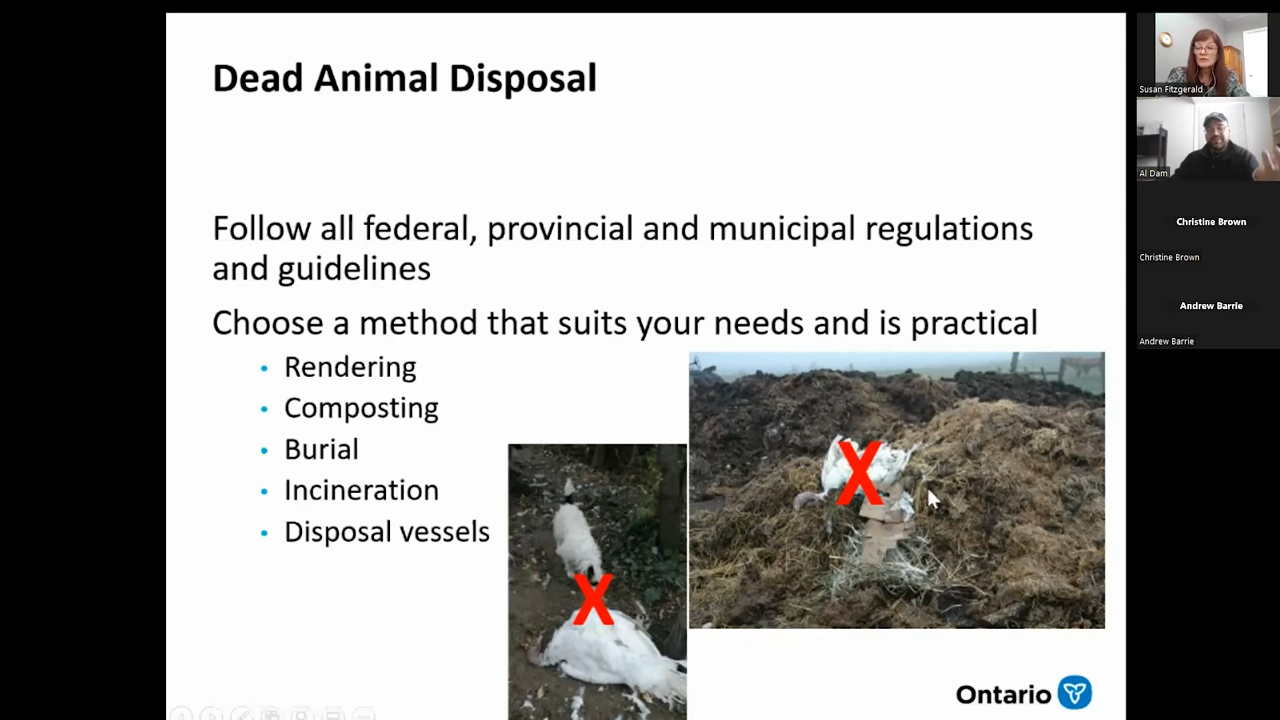 Dead Animal Disposal
Follow all federal, provincial and municipal regulations
and guidelines
Choose a method that suits your needs and is practical
• Rendering
• Composting
• Burial
• Incineration
• Disposal vessels
X
X
Ontario
Susan Fitzgerald
Al Dam
Christine Brown
Christine Brown
Andrew Barrie
Andrew Barrie